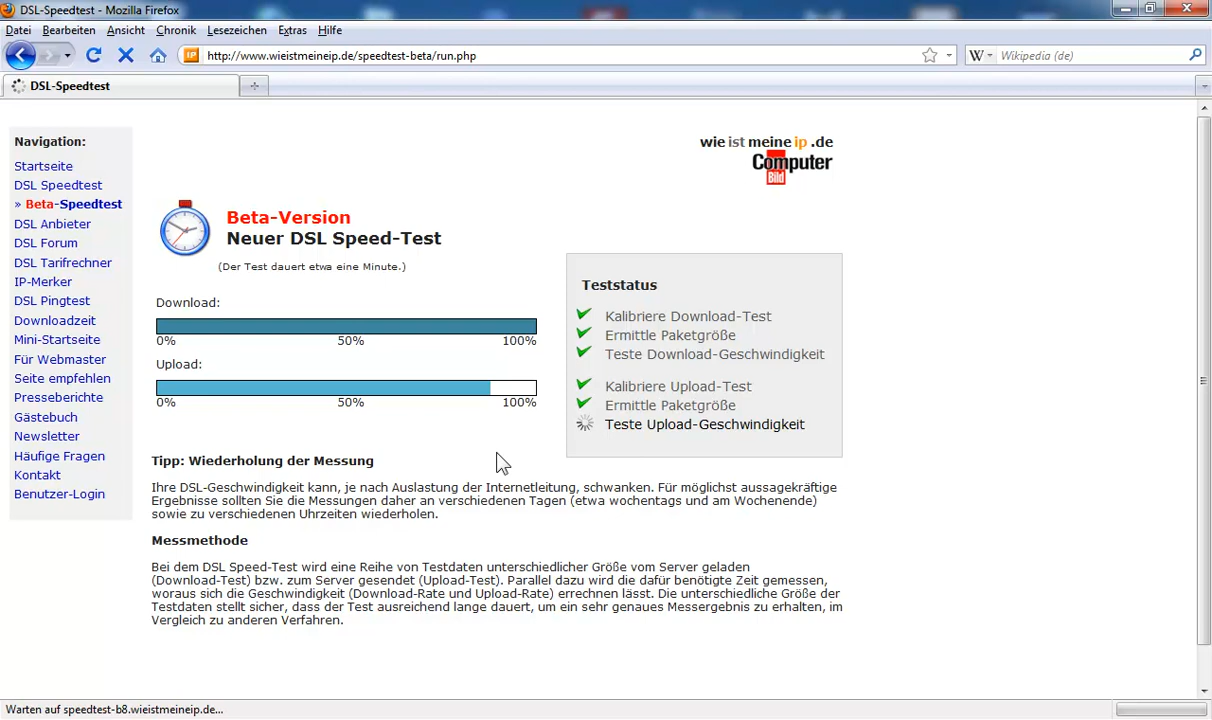 DSL-Speedtest - Mozilla Firefox
Datei Bearbeiten Ansicht Chronik Lesezeichen Extras Hilfe
IP http://www.wieistmeineip.de/speedtest-beta/run.php W Wikipedia (de)
DSL-Speedtest
Navigation:
Startseite
DSL Speedtest
» Beta-Speedtest
DSL Anbieter
DSL Forum
DSL Tarifrechner
IP-Merker
DSL Pingtest
Downloadzeit
Mini-Startseite
Für Webmaster
Seite empfehlen
Presseberichte
Gästebuch
Newsletter
Häufige Fragen
Kontakt
Benutzer-Login
wie ist meine ip .de
Computer
Bild
Beta-Version
Neuer DSL Speed-Test
(Der Test dauert etwa eine Minute.)
Download:
0% 50% 100%
Upload:
0% 50% 100%
Teststatus
Kalibriere Download-Test
Ermittle Paketgröße
Teste Download-Geschwindigkeit
Kalibriere Upload-Test
Ermittle Paketgröße
Teste Upload-Geschwindigkeit
Tipp: Wiederholung der Messung
Ihre DSL-Geschwindigkeit kann, je nach Auslastung der Internetleitung, schwanken. Für möglichst aussagekräftige
Ergebnisse sollten Sie die Messungen daher an verschiedenen Tagen (etwa wochentags und am Wochenende)
sowie zu verschiedenen Uhrzeiten wiederholen.
Messmethode
Bei dem DSL Speed-Test wird eine Reihe von Testdaten unterschiedlicher Größe vom Server geladen
(Download-Test) bzw. zum Server gesendet (Upload-Test). Parallel dazu wird die dafür benötigte Zeit gemessen,
woraus sich die Geschwindigkeit (Download-Rate und Upload-Rate) errechnen lässt. Die unterschiedliche Größe der
Testdaten stellt sicher, dass der Test ausreichend lange dauert, um ein sehr genaues Messergebnis zu erhalten, im
Vergleich zu anderen Verfahren.
Warten auf speedtest-b8.wieistmeineip.de...